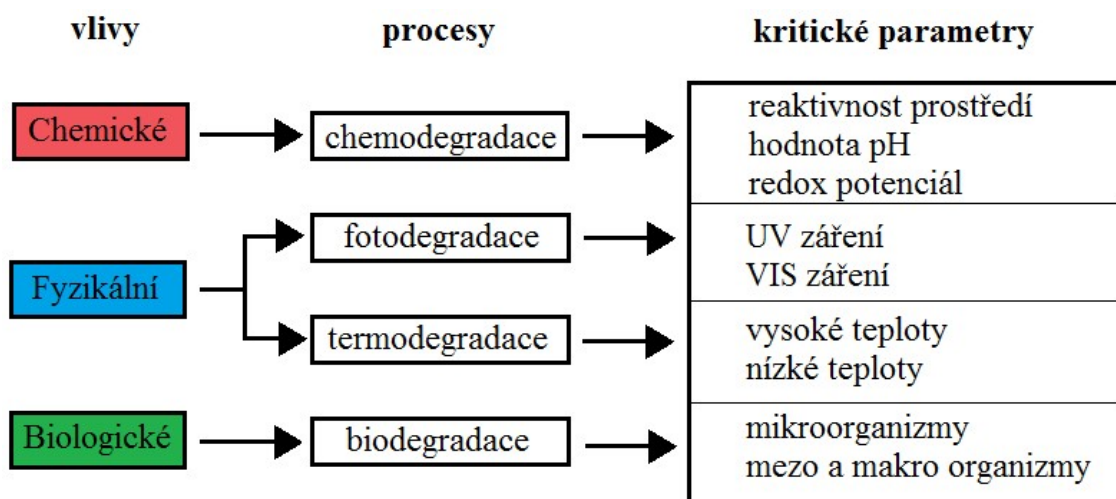 vlivy
procesy
kritické parametry
Chemické
chemodegradace
reaktivnost prostředí
hodnota pH
redox potenciál
Fyzikální
fotodegradace
UV záření
VIS záření
termodegradace
vysoké teploty
nízké teploty
Biologické
biodegradace
mikroorganizmy
mezo a makro organizmy